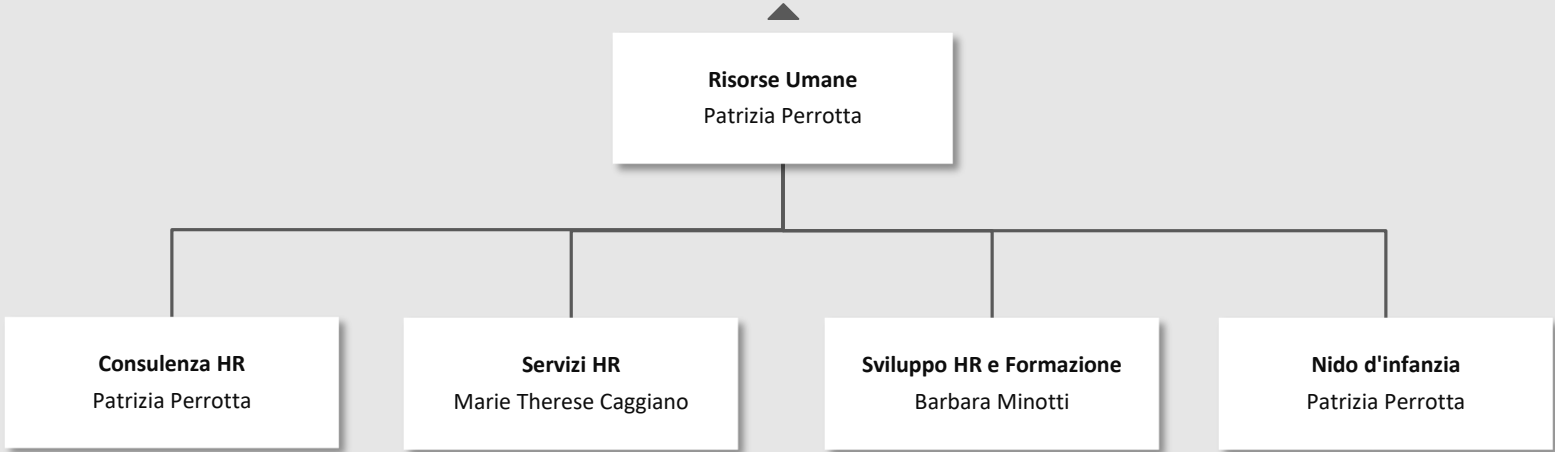 Risorse Umane
Patrizia Perrotta
Consulenza HR
Patrizia Perrotta
Servizi HR
Marie Therese Caggiano
Sviluppo HR e Formazione
Barbara Minotti
Nido d'infanzia
Patrizia Perrotta